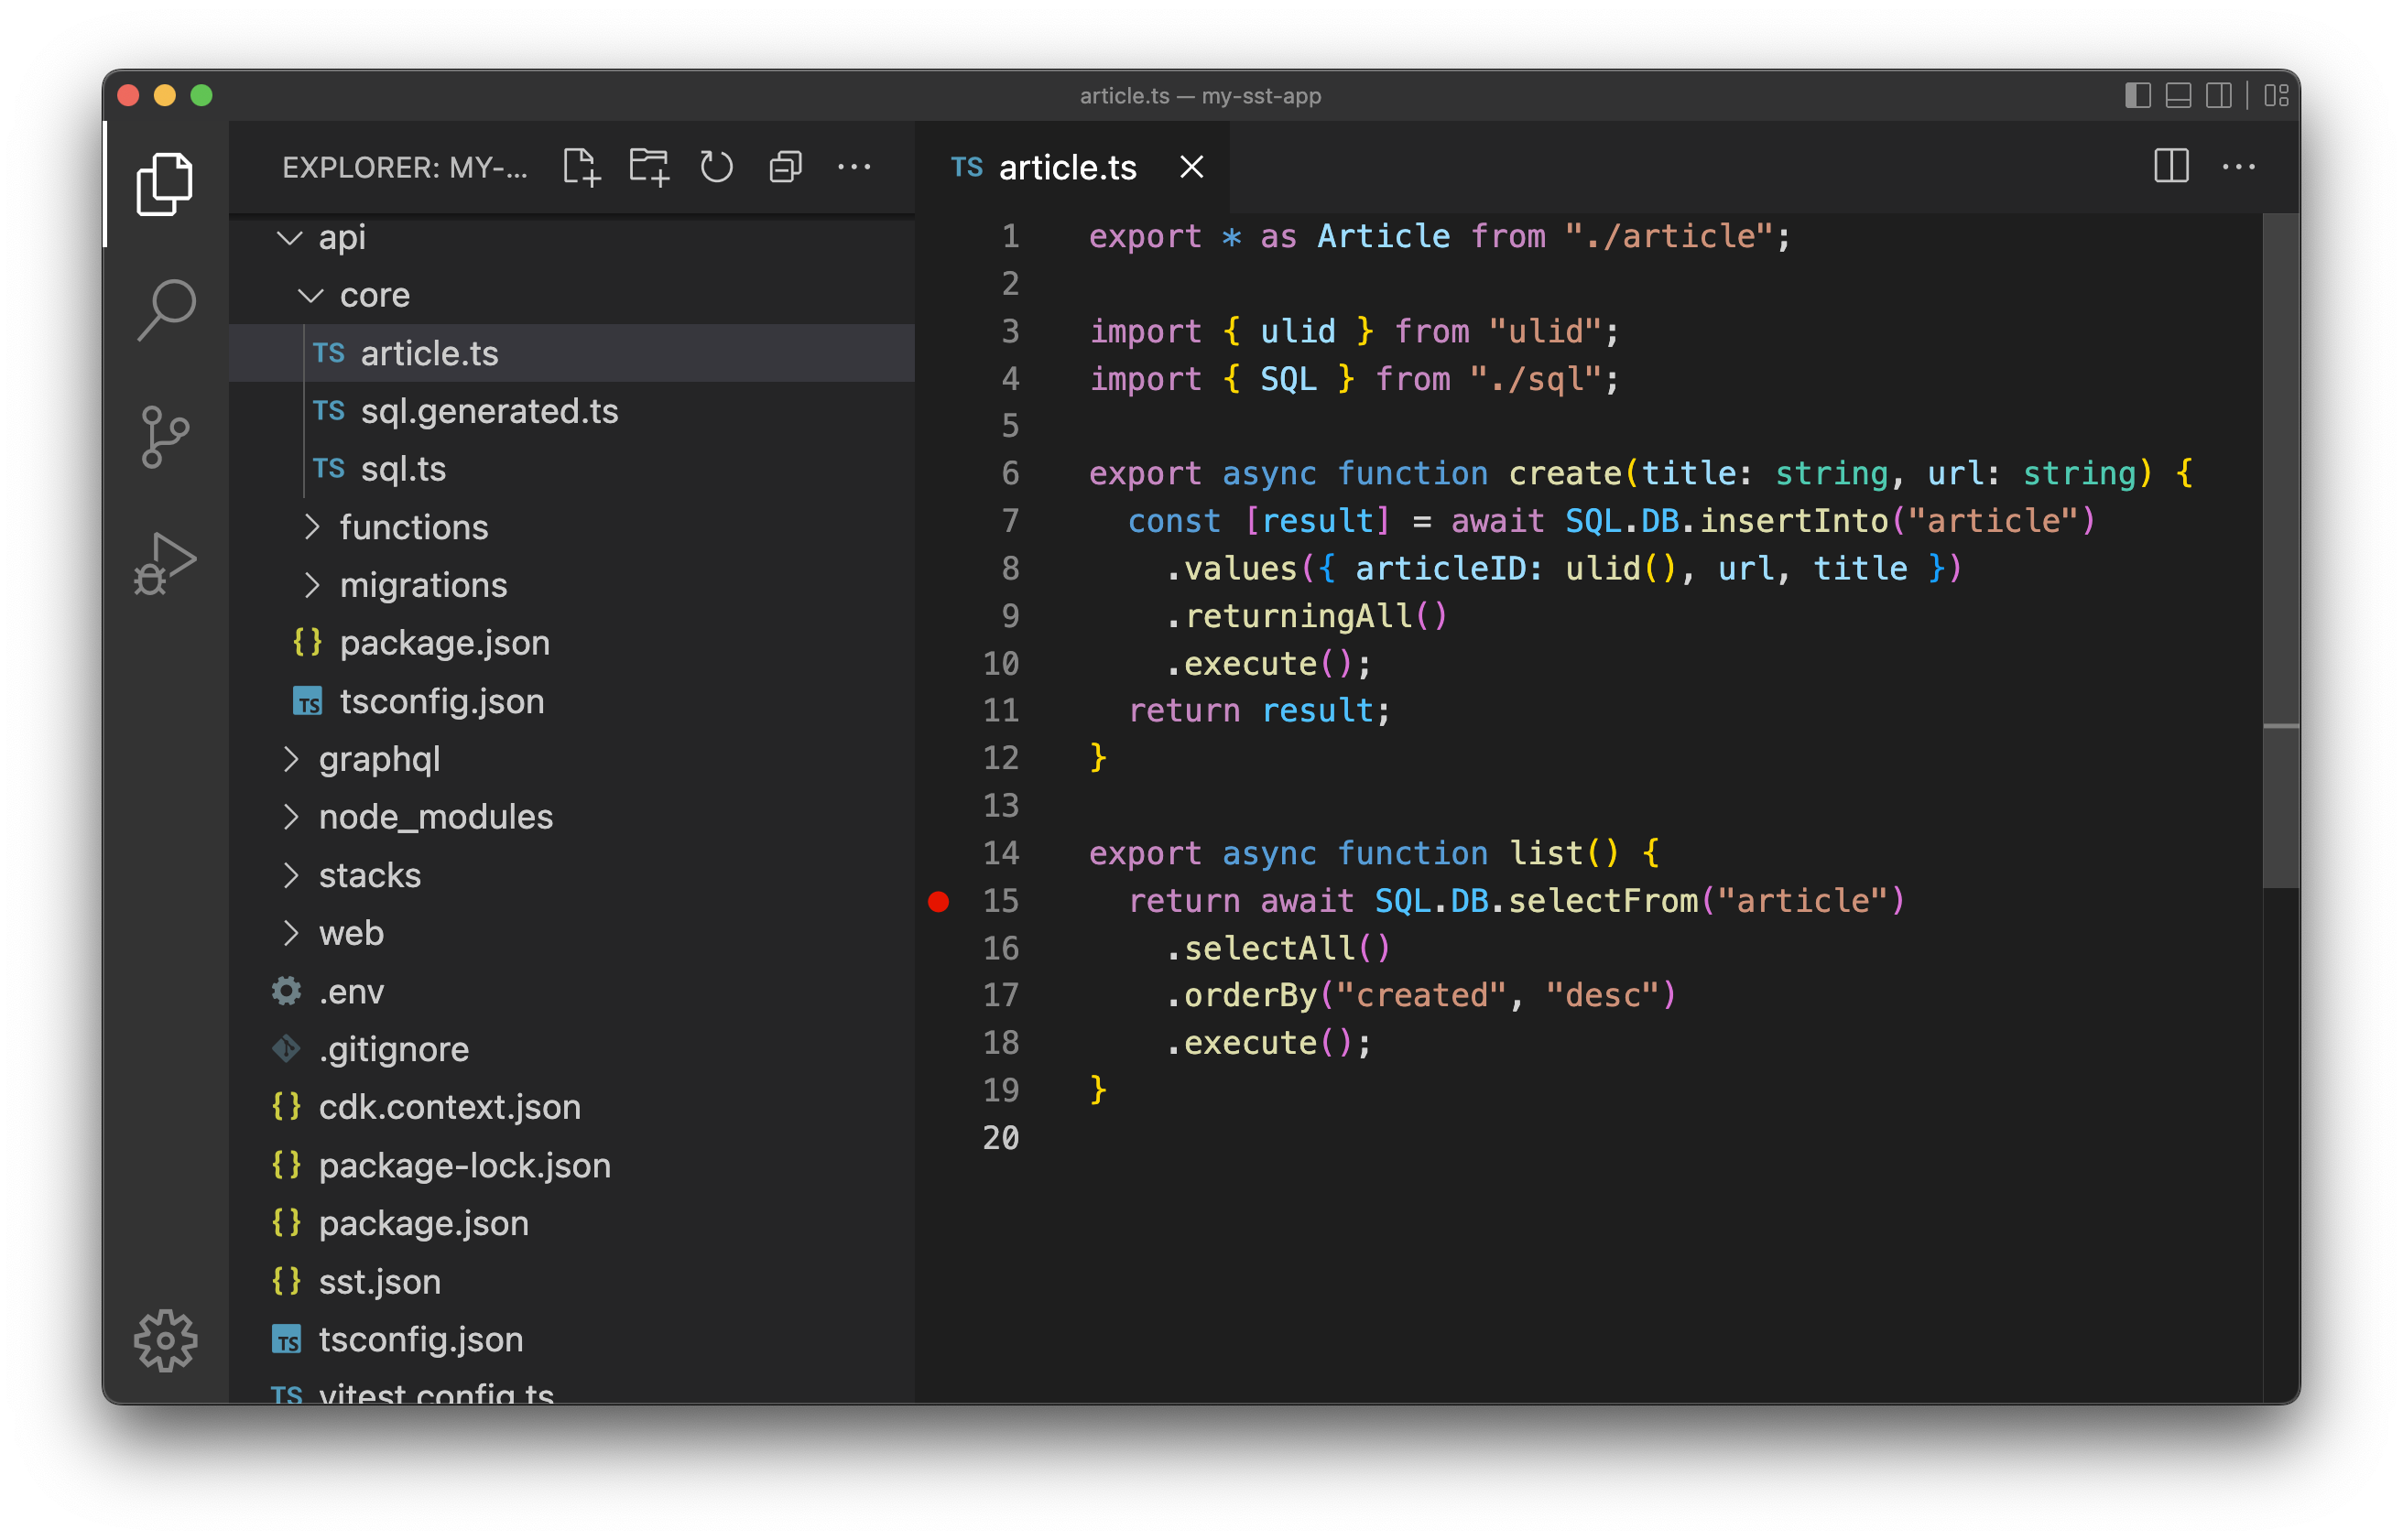 article.ts — my-sst-app
EXPLORER: MY-...
api
core
TS article.ts
TS sql.generated.ts
TS sql.ts
functions
migrations
{} package.json
TS tsconfig.json
graphql
node_modules
stacks
web
.env
.gitignore
{} cdk.context.json
{} package-lock.json
{} package.json
{} sst.json
TS tsconfig.json
TS vitest.config.ts
TS article.ts
1 export * as Article from "./article";
2
3 import { ulid } from "ulid";
4 import { SQL } from "./sql";
5
6 export async function create(title: string, url: string) {
7   const [result] = await SQL.DB.insertInto("article")
8     .values({ articleID: ulid(), url, title })
9     .returningAll()
10     .execute();
11   return result;
12 }
13
14 export async function list() {
15   return await SQL.DB.selectFrom("article")
16     .selectAll()
17     .orderBy("created", "desc")
18     .execute();
19 }
20